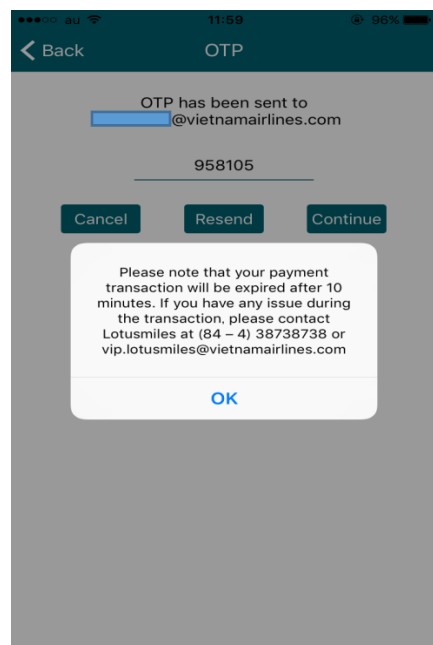 au 11:59 96%
Back OTP
OTP has been sent to
@vietnamairlines.com
958105
Cancel Resend Continue
Please note that your payment
transaction will be expired after 10
minutes. If you have any issue during
the transaction, please contact
Lotusmiles at (84 – 4) 38738738 or
vip.lotusmiles@vietnamairlines.com
OK